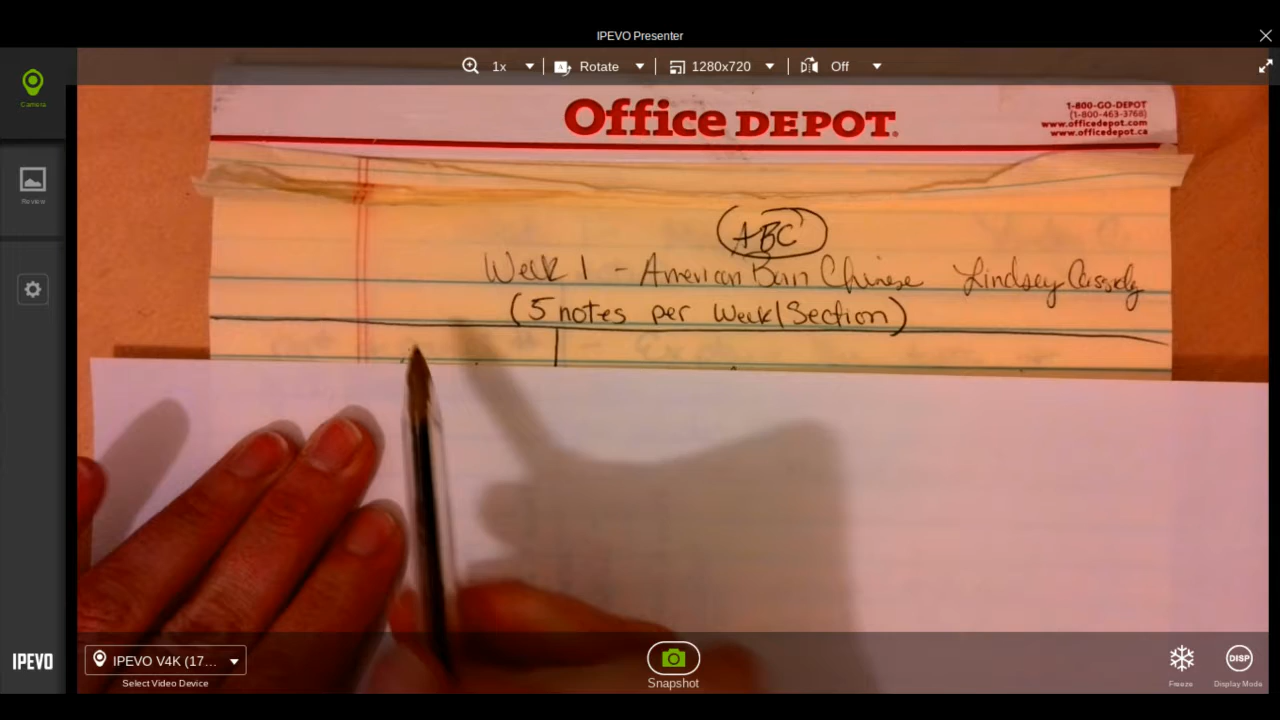 IPEVO Presenter
1x Rotate 1280x720 Off
Camera
Review
Office DEPOT.
1-800-GO-DEPOT
(1-800-463-3768)
www.officedepot.com
www.officedepot.ca
ABC
Week 1 - American Born Chinese Lindsey Cassidy
(5 notes per Week/Section)
IPEVO
IPEVO V4K (17...
Select Video Device
Snapshot
Freeze
DISP
Display Mode